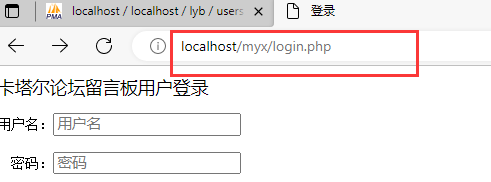 PMA localhost / localhost / lyb / users
登录
localhost/myx/login.php
卡塔尔论坛留言板用户登录
用户名：用户名
密码：密码